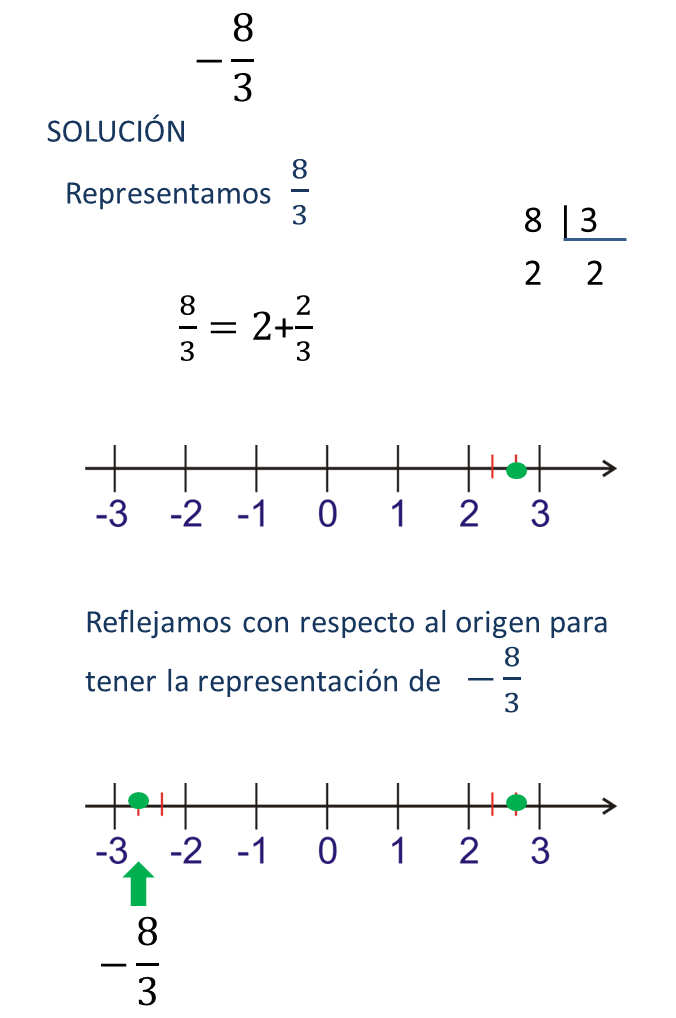 − 8/3
SOLUCIÓN
Representamos 8/3
8 |3
2 2
8/3 = 2+2/3
-3 -2 -1 0 1 2 3
Reflejamos con respecto al origen para
tener la representación de − 8/3
-3 -2 -1 0 1 2 3
− 8/3